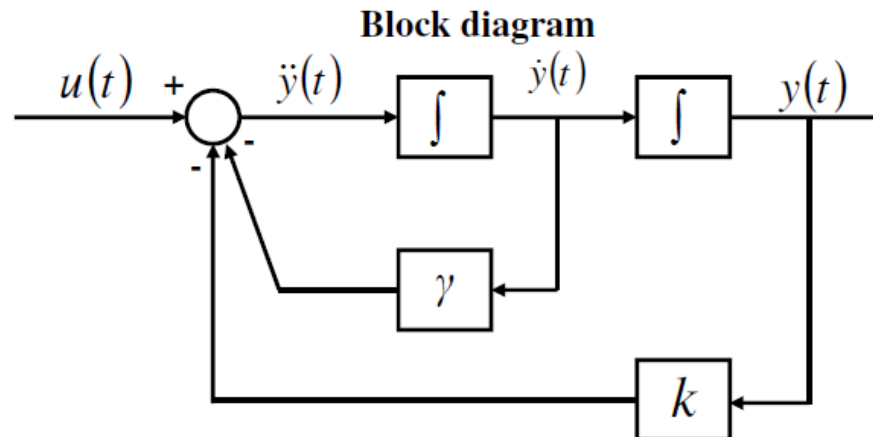 Block diagram
u(t) + ÿ(t) ∫ ẏ(t) ∫ y(t)
- -
γ
k